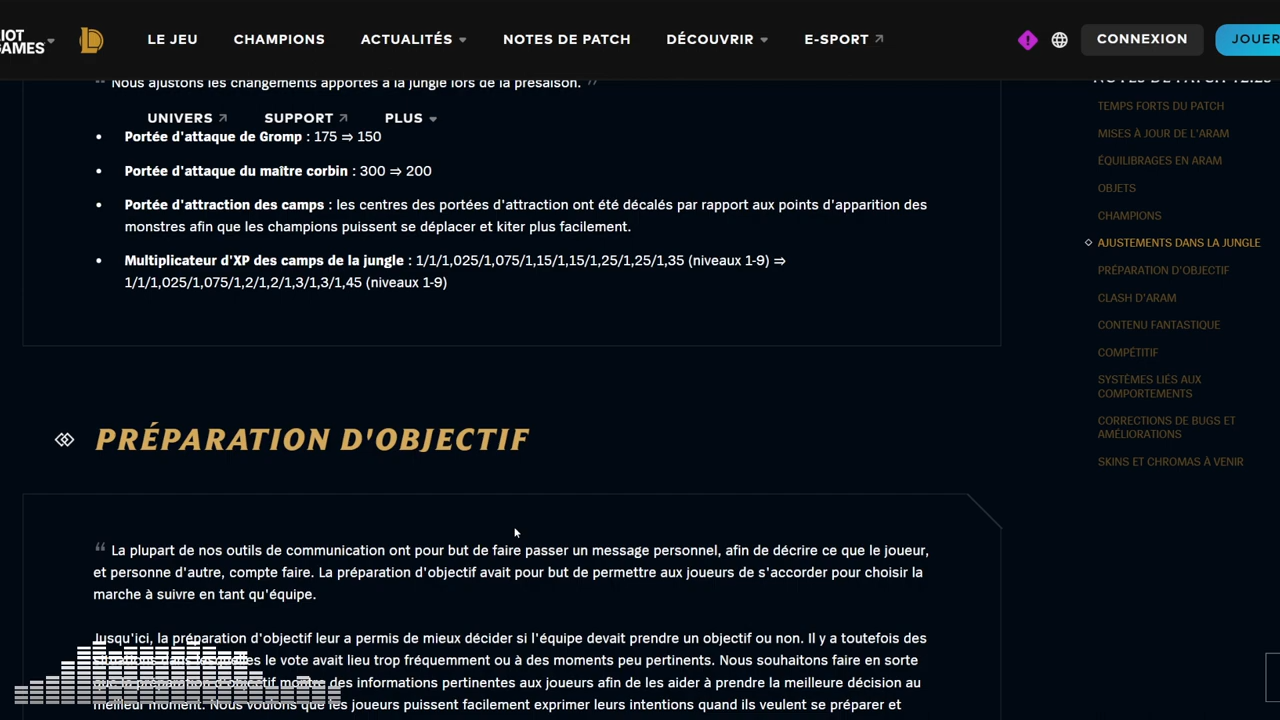 IOT
GAMES
LE JEU
CHAMPIONS
ACTUALITÉS
NOTES DE PATCH
DÉCOUVRIR
E-SPORT
CONNEXION
JOUER
“ Nous ajustons les changements apportés à la jungle lors de la présaison. ”
UNIVERS
SUPPORT
PLUS
• Portée d'attaque de Gromp : 175 ⇒ 150
• Portée d'attaque du maître corbin : 300 ⇒ 200
• Portée d'attraction des camps : les centres des portées d'attraction ont été décalés par rapport aux points d'apparition des
monstres afin que les champions puissent se déplacer et kiter plus facilement.
• Multiplicateur d'XP des camps de la jungle : 1/1/1,025/1,075/1,15/1,15/1,25/1,25/1,35 (niveaux 1-9) ⇒
1/1/1,025/1,075/1,2/1,2/1,3/1,3/1,45 (niveaux 1-9)
PRÉPARATION D'OBJECTIF
“ La plupart de nos outils de communication ont pour but de faire passer un message personnel, afin de décrire ce que le joueur,
et personne d'autre, compte faire. La préparation d'objectif avait pour but de permettre aux joueurs de s'accorder pour choisir la
marche à suivre en tant qu'équipe.
Jusqu'ici, la préparation d'objectif leur a permis de mieux décider si l'équipe devait prendre un objectif ou non. Il y a toutefois des
le vote avait lieu trop fréquemment ou à des moments peu pertinents. Nous souhaitons faire en sorte
montre des informations pertinentes aux joueurs afin de les aider à prendre la meilleure décision au
meilleur moment. Nous voulons que les joueurs puissent facilement exprimer leurs intentions quand ils veulent se préparer et
NOTES DE PATCH 12.23
TEMPS FORTS DU PATCH
MISES À JOUR DE L'ARAM
ÉQUILIBRAGES EN ARAM
OBJETS
CHAMPIONS
AJUSTEMENTS DANS LA JUNGLE
PRÉPARATION D'OBJECTIF
CLASH D'ARAM
CONTENU FANTASTIQUE
COMPÉTITIF
SYSTÈMES LIÉS AUX
COMPORTEMENTS
CORRECTIONS DE BUGS ET
AMÉLIORATIONS
SKINS ET CHROMAS À VENIR